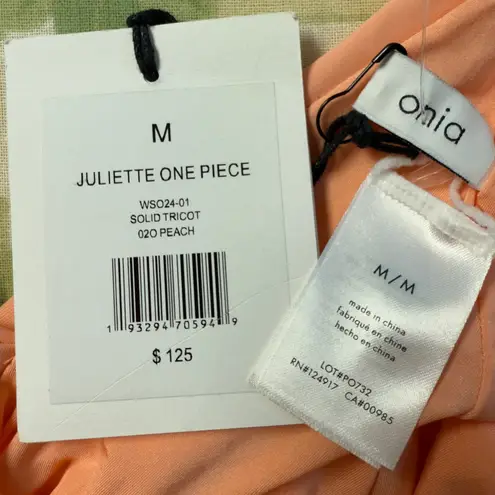 M
JULIETTE ONE PIECE
WSO24-01
SOLID TRICOT
02O PEACH
1 93294 70594 9
$ 125
onia
M / M
made in china
fabriqué en chine
hecho en china
LOT#PO732
RN#124917 CA#00985